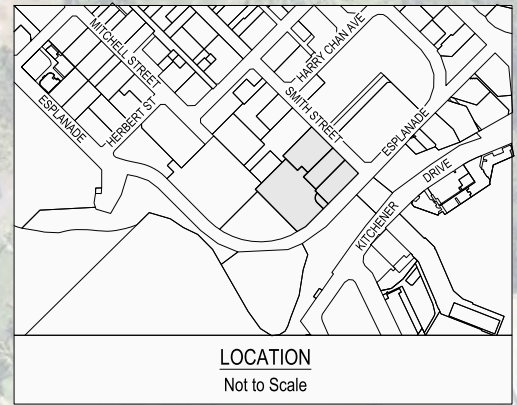 MITCHELL STREET
HARRY CHAN AVE
SMITH STREET
ESPLANADE
HERBERT ST
ESPLANADE
DRIVE
KITCHENER
LOCATION
Not to Scale